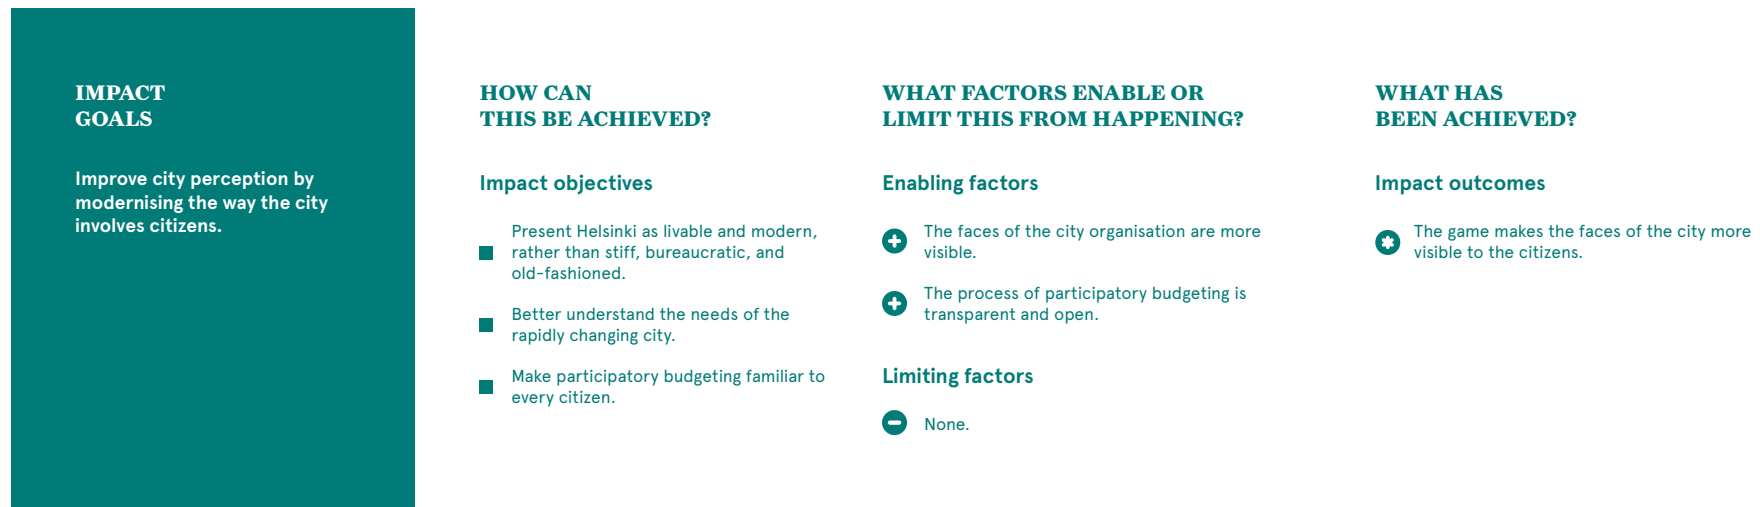 IMPACT
GOALS
Improve city perception by
modernising the way the city
involves citizens.
HOW CAN
THIS BE ACHIEVED?
Impact objectives
Present Helsinki as livable and modern,
rather than stiff, bureaucratic, and
old-fashioned.
Better understand the needs of the
rapidly changing city.
Make participatory budgeting familiar to
every citizen.
WHAT FACTORS ENABLE OR
LIMIT THIS FROM HAPPENING?
Enabling factors
The faces of the city organisation are more
visible.
The process of participatory budgeting is
transparent and open.
Limiting factors
None.
WHAT HAS
BEEN ACHIEVED?
Impact outcomes
The game makes the faces of the city more
visible to the citizens.